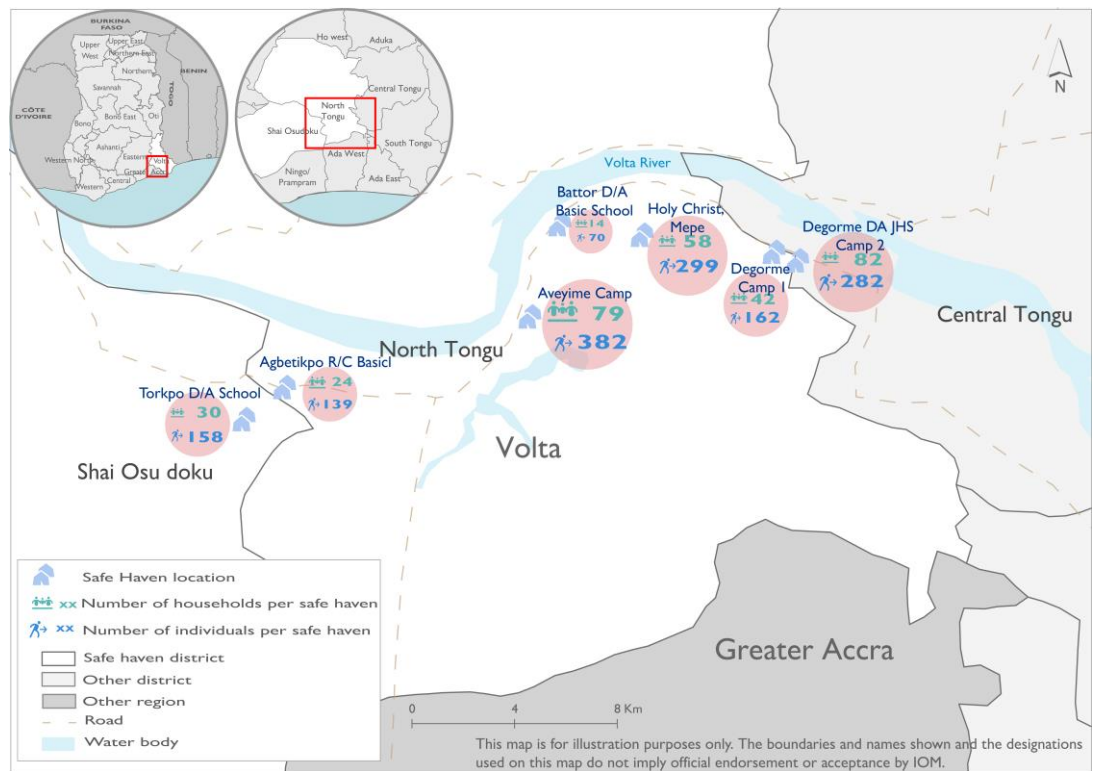 BURKINA
FASO
Upper
West
Upper East
Northern East
Northern
Savannah
BENIN
TOGO
CÔTE
D'IVOIRE
Bono
Bono East
Oti
Ashanti
Western North
Eastern
Volta
Greater
Accra
Central
Western
Ho west
Aduka
Central Tongu
North
Tongu
Shai Osudoku
South Tongu
Ada West
Ningo/
Prampram
Ada East
N
Volta River
Battor D/A
Basic School
14
70
Holy Christ,
Mepe
58
299
Degorme DA JHS
Camp 2
82
282
Degorme
Camp 1
42
162
Aveyime Camp
79
382
Central Tongu
North Tongu
Agbetikpo R/C Basicl
24
139
Torkpo D/A School
30
158
Volta
Shai Osu doku
Greater Accra
Safe Haven location
xx Number of households per safe haven
xx Number of individuals per safe haven
Safe haven district
Other district
Other region
Road
Water body
0 4 8 Km
This map is for illustration purposes only. The boundaries and names shown and the designations
used on this map do not imply official endorsement or acceptance by IOM.